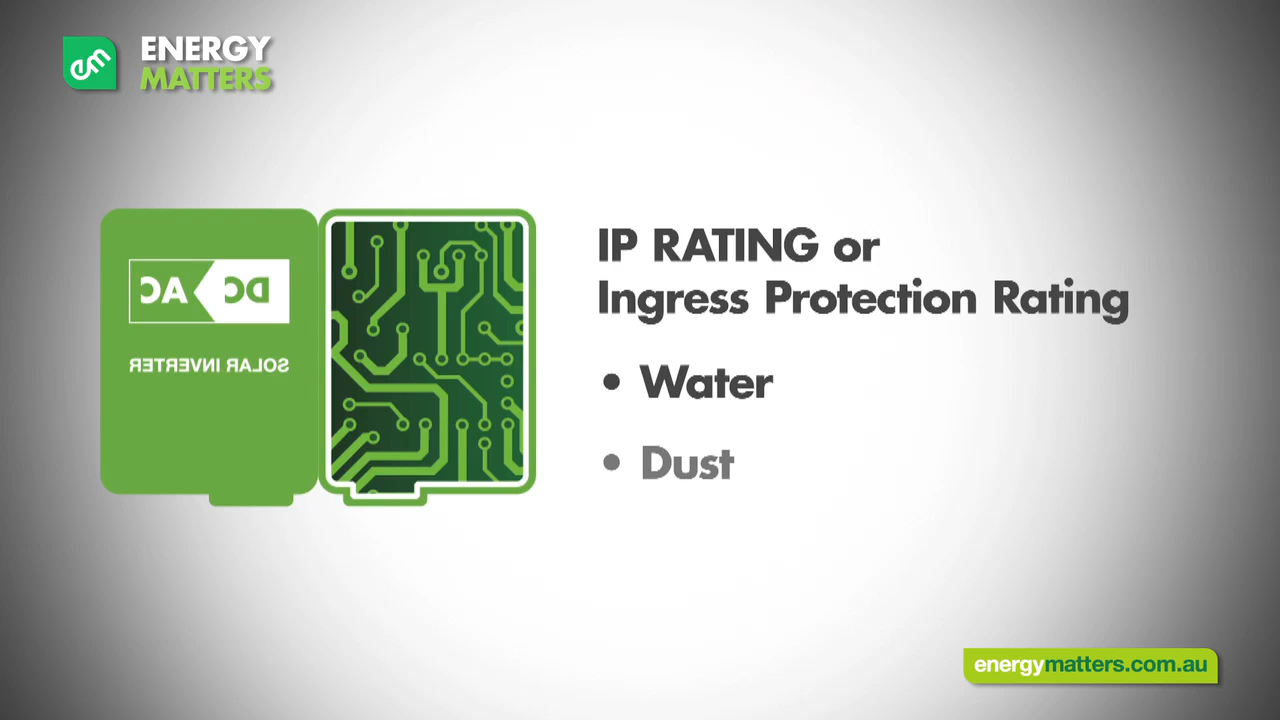 ENERGY
MATTERS
DC AC
SOLAR INVERTER
IP RATING or
Ingress Protection Rating
• Water
• Dust
energymatters.com.au